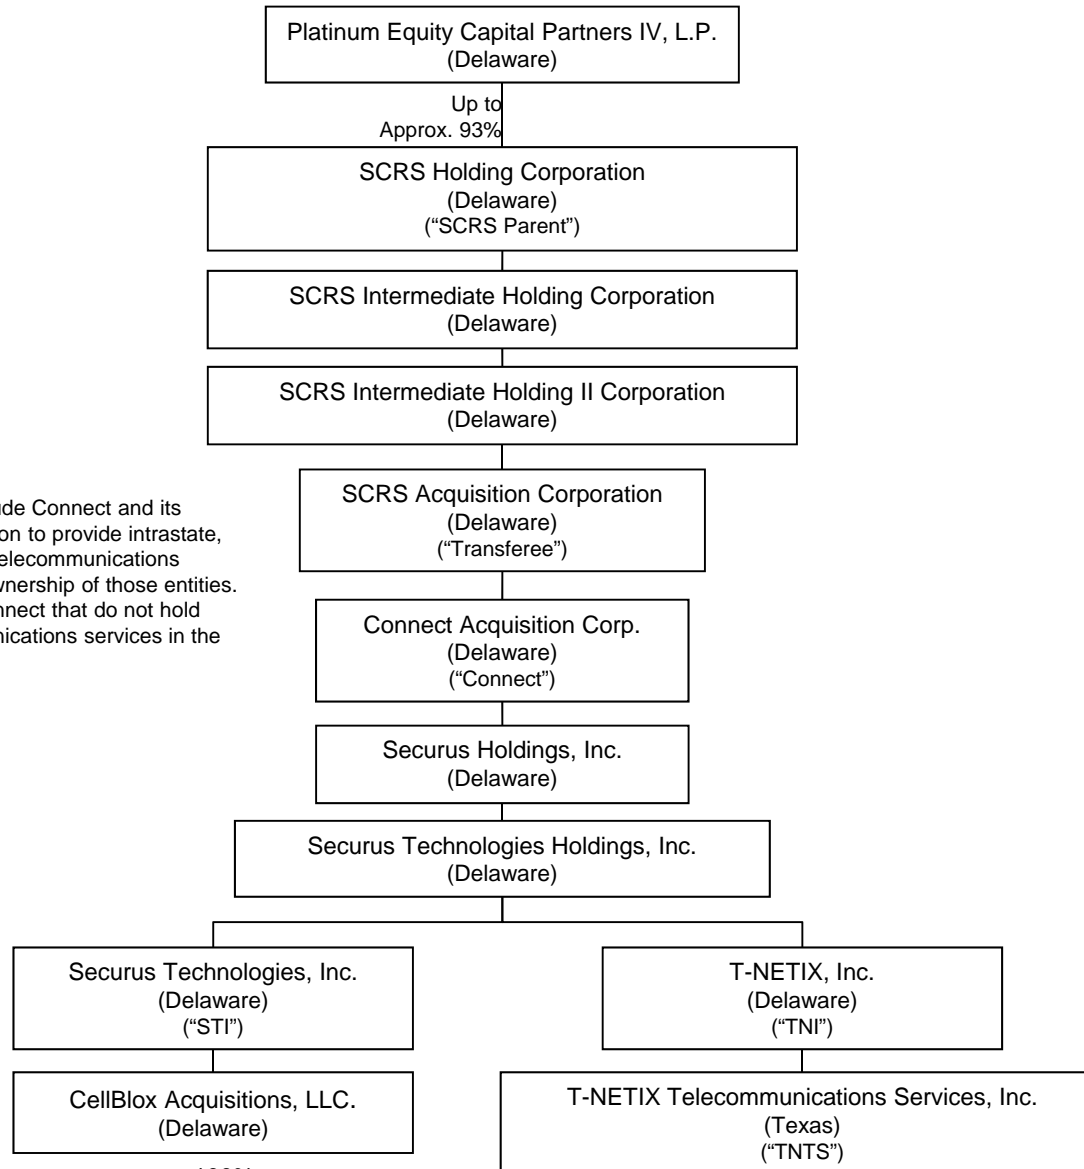 Platinum Equity Capital Partners IV, L.P.
(Delaware)
Up to
Approx. 93%
SCRS Holding Corporation
(Delaware)
(“SCRS Parent”)
SCRS Intermediate Holding Corporation
(Delaware)
SCRS Intermediate Holding II Corporation
(Delaware)
SCRS Acquisition Corporation
(Delaware)
(“Transferee”)
ude Connect and its
on to provide intrastate,
elecommunications
wnership of those entities.
nnect that do not hold
nications services in the
Connect Acquisition Corp.
(Delaware)
(“Connect”)
Securus Holdings, Inc.
(Delaware)
Securus Technologies Holdings, Inc.
(Delaware)
Securus Technologies, Inc.
(Delaware)
(“STI”)
T-NETIX, Inc.
(Delaware)
(“TNI”)
CellBlox Acquisitions, LLC.
(Delaware)
T-NETIX Telecommunications Services, Inc.
(Texas)
(“TNTS”)